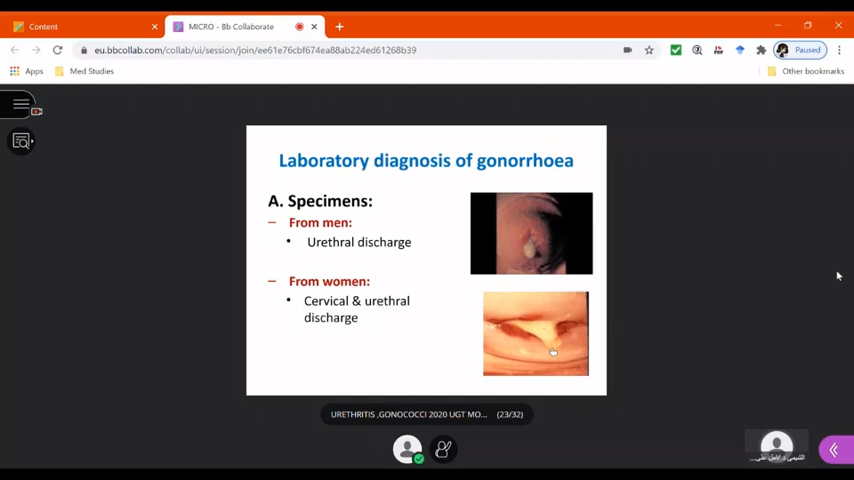 Content
MICRO - Bb Collaborate
eu.bbcollab.com/collab/ui/session/join/ee61e76cbf674ea88ab224ed61268b39
Paused
Apps
Med Studies
Other bookmarks
Laboratory diagnosis of gonorrhoea
A. Specimens:
– From men:
• Urethral discharge
– From women:
• Cervical & urethral
discharge
URETHRITIS ,GONOCOCCI 2020 UGT MO... (23/32)